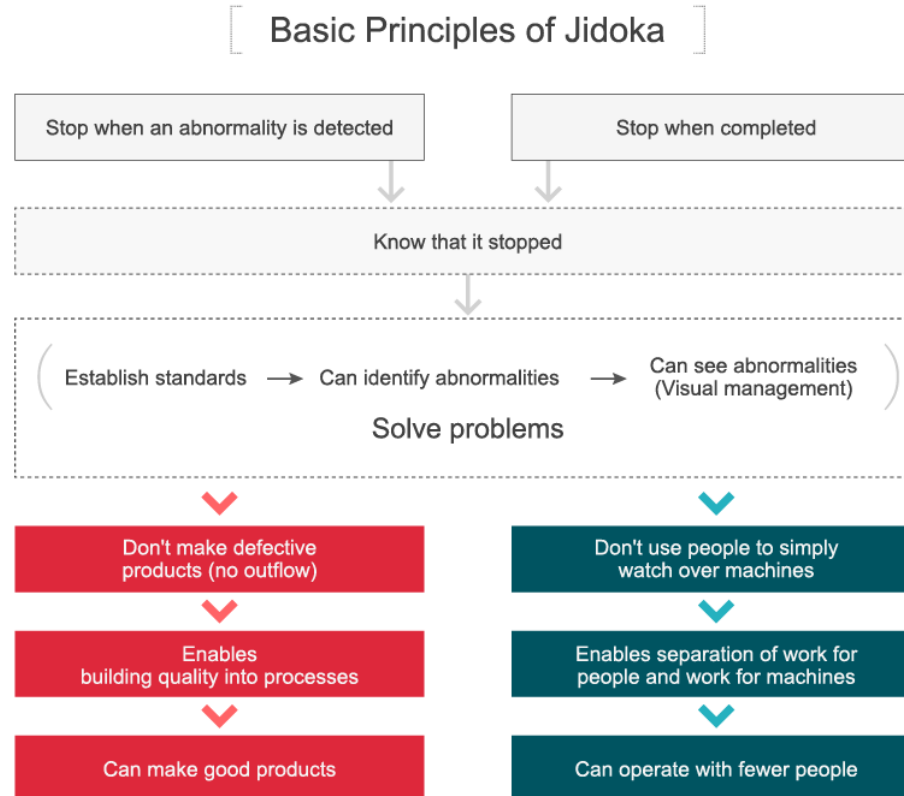 Basic Principles of Jidoka
Stop when an abnormality is detected
Stop when completed
Know that it stopped
Establish standards
Can identify abnormalities
Can see abnormalities
(Visual management)
Solve problems
Don't make defective
products (no outflow)
Enables
building quality into processes
Can make good products
Don't use people to simply
watch over machines
Enables separation of work for
people and work for machines
Can operate with fewer people